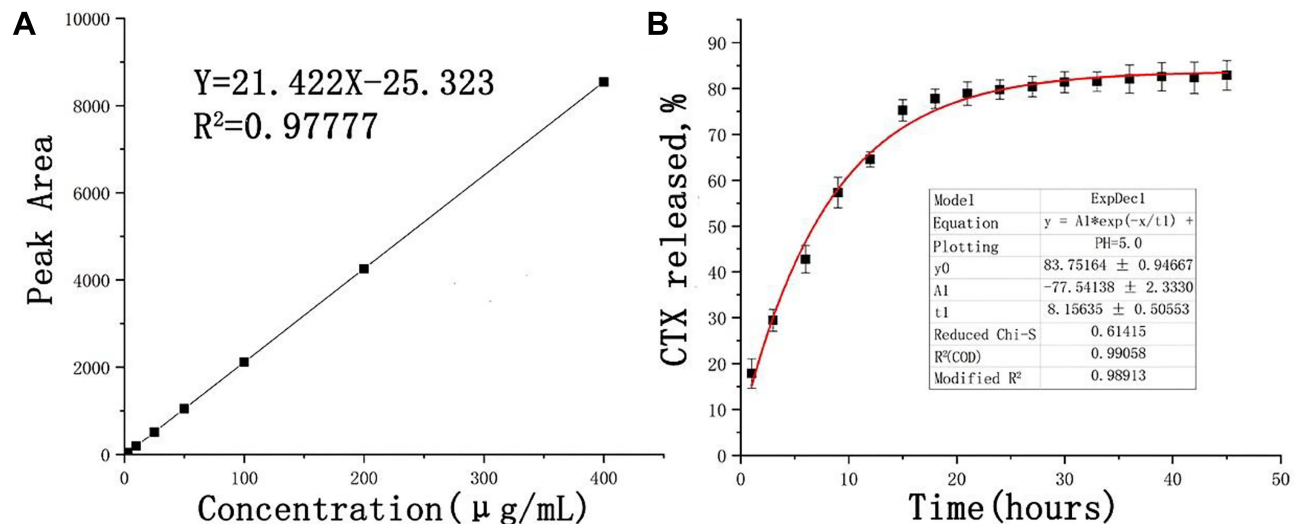 A
Y=21.422X-25.323
R²=0.97777
10000
8000
6000
4000
2000
0
Peak Area
0 100 200 300 400
Concentration(μg/mL)
B
90
80
70
60
50
40
30
20
10
0
CTX released,%
Model ExpDec1
Equation y = A1*exp(-x/t1) +
Plotting PH=5.0
y0 83.75164 ± 0.94667
A1 -77.54138 ± 2.3330
t1 8.15635 ± 0.50553
Reduced Chi-S 0.61415
R²(COD) 0.99058
Modified R² 0.98913
0 10 20 30 40 50
Time(hours)